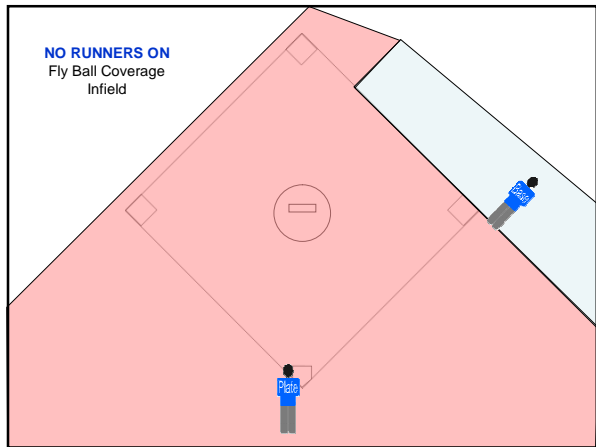 NO RUNNERS ON
Fly Ball Coverage
Infield
Base
Plate